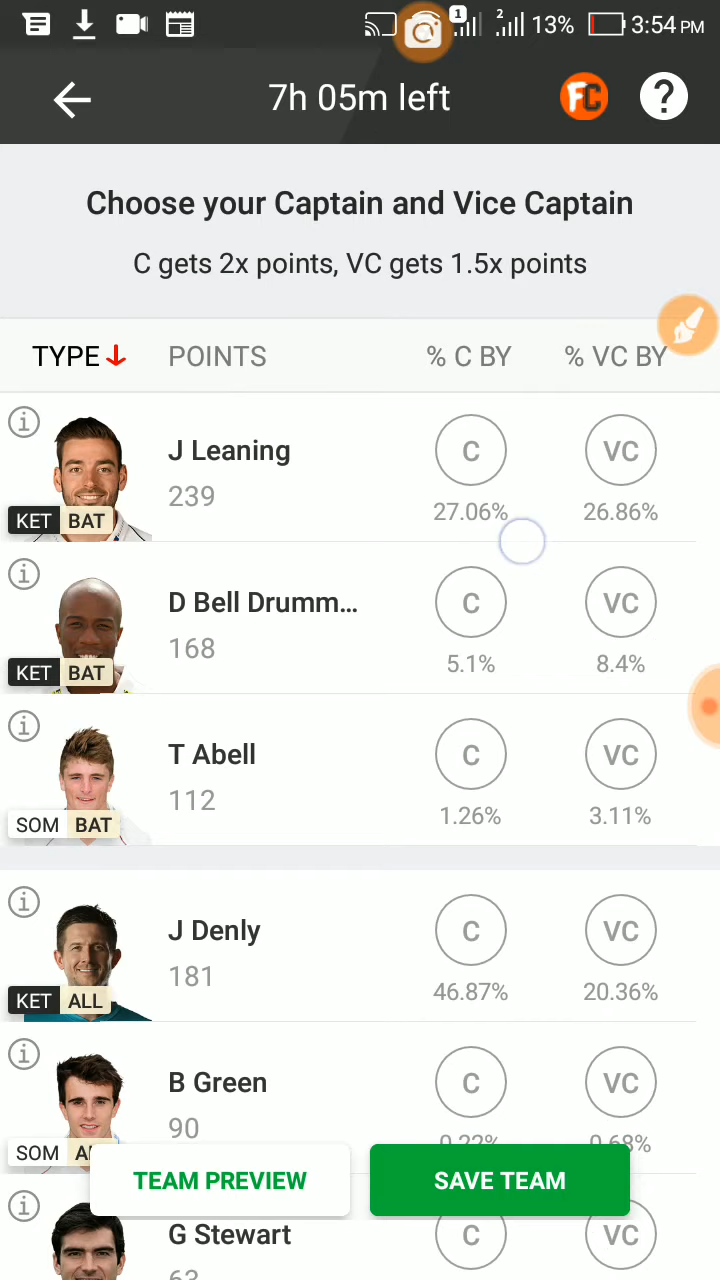 1 2 13% 3:54 PM
7h 05m left FC ?
Choose your Captain and Vice Captain
C gets 2x points, VC gets 1.5x points
TYPE POINTS % C BY % VC BY
J Leaning C VC
239 27.06% 26.86%
KET BAT
D Bell Drumm... C VC
168 5.1% 8.4%
KET BAT
T Abell C VC
112 1.26% 3.11%
SOM BAT
J Denly C VC
181 46.87% 20.36%
KET ALL
B Green C VC
90 0.22% 0.68%
SOM
TEAM PREVIEW SAVE TEAM
G Stewart C VC
63